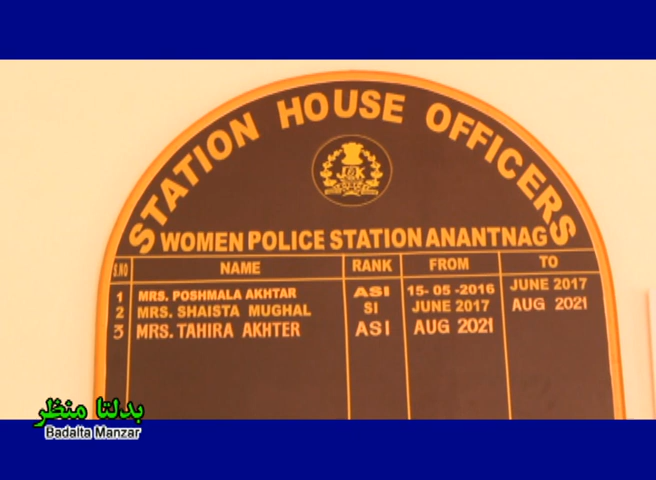 STATION HOUSE OFFICERS
J&K
WOMEN POLICE STATION ANANTNAG
S.NO NAME RANK FROM TO
1 MRS. POSHMALA AKHTAR ASI 15-05-2016 JUNE 2017
2 MRS. SHAISTA MUGHAL SI JUNE 2017 AUG 2021
3 MRS. TAHIRA AKHTER ASI AUG 2021
بدلتا منظر
Badalta Manzar